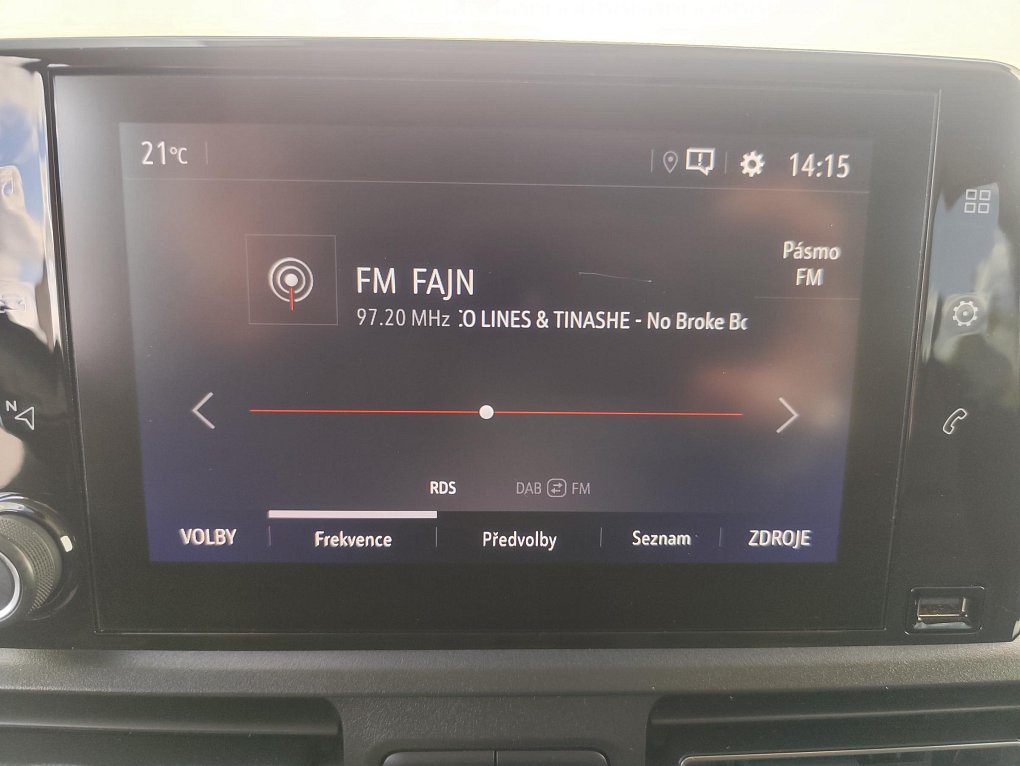 21°C
14:15
Pásmo
FM
FM FAJN
97.20 MHz :O LINES & TINASHE - No Broke Bc
N
RDS DAB FM
VOLBY Frekvence Předvolby Seznam ZDROJE